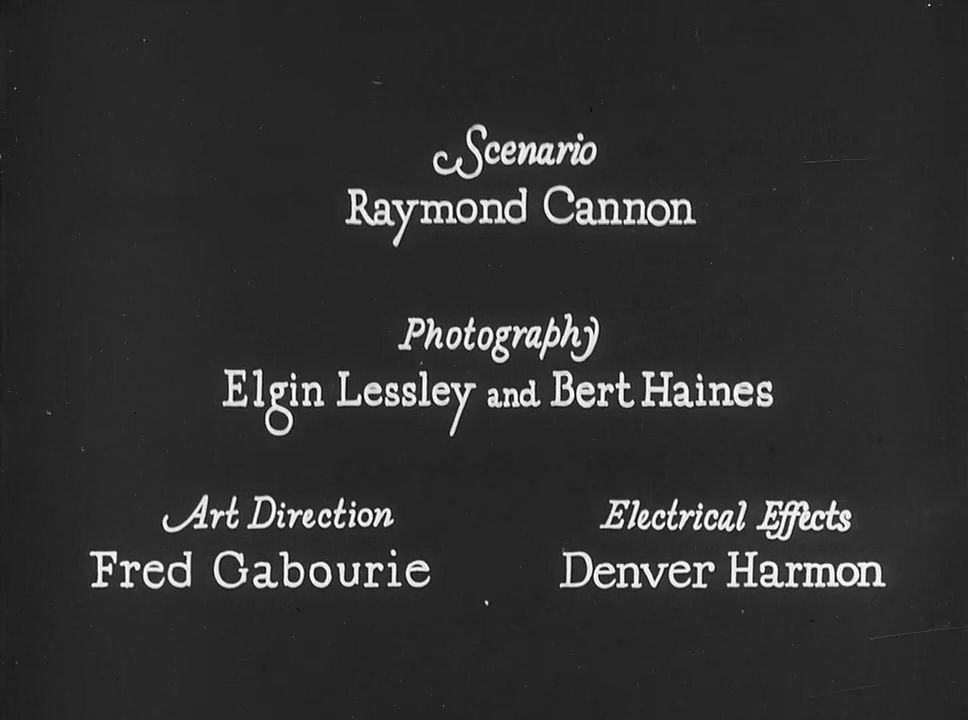 Scenario
Raymond Cannon
Photography
Elgin Lessley and Bert Haines
Art Direction
Fred Gabourie
Electrical Effects
Denver Harmon